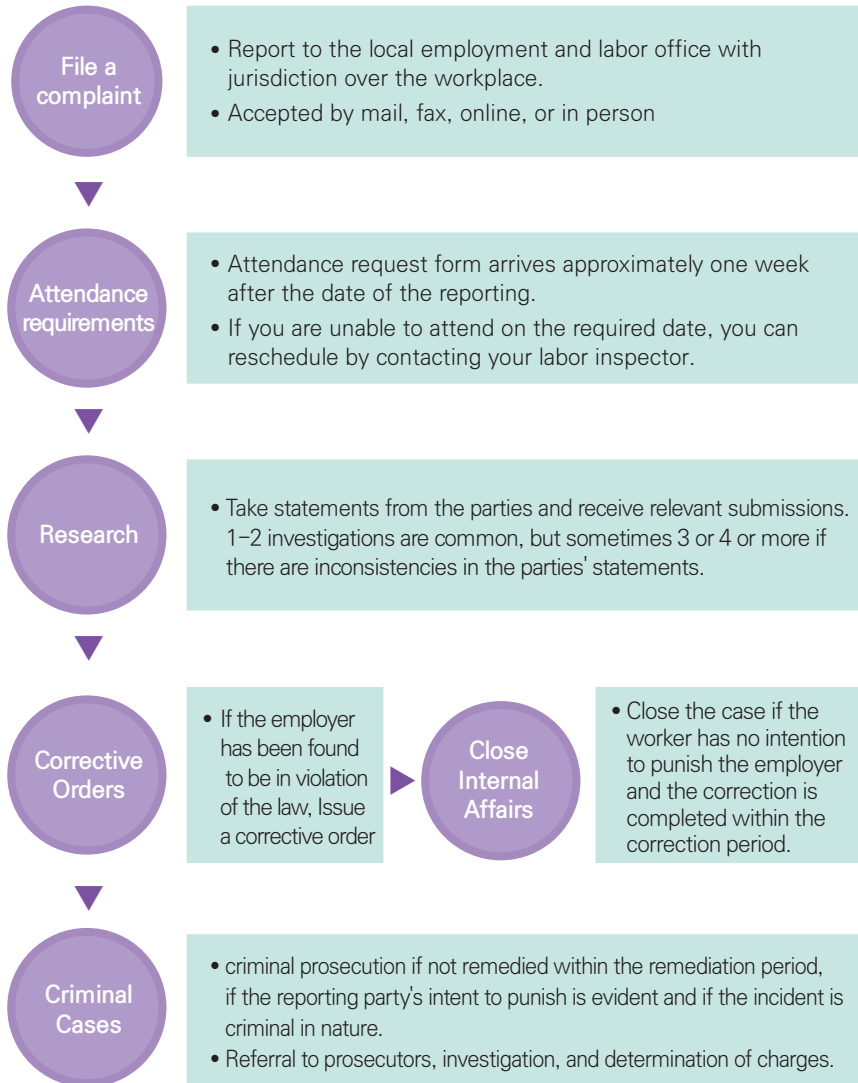 File a
complaint
• Report to the local employment and labor office with
jurisdiction over the workplace.
• Accepted by mail, fax, online, or in person
Attendance
requirements
• Attendance request form arrives approximately one week
after the date of the reporting.
• If you are unable to attend on the required date, you can
reschedule by contacting your labor inspector.
Research
• Take statements from the parties and receive relevant submissions.
1-2 investigations are common, but sometimes 3 or 4 or more if
there are inconsistencies in the parties' statements.
Corrective
Orders
• If the employer
has been found
to be in violation
of the law, Issue
a corrective order
Close
Internal
Affairs
• Close the case if the
worker has no intention
to punish the employer
and the correction is
completed within the
correction period.
Criminal
Cases
• criminal prosecution if not remedied within the remediation period,
if the reporting party's intent to punish is evident and if the incident is
criminal in nature.
• Referral to prosecutors, investigation, and determination of charges.